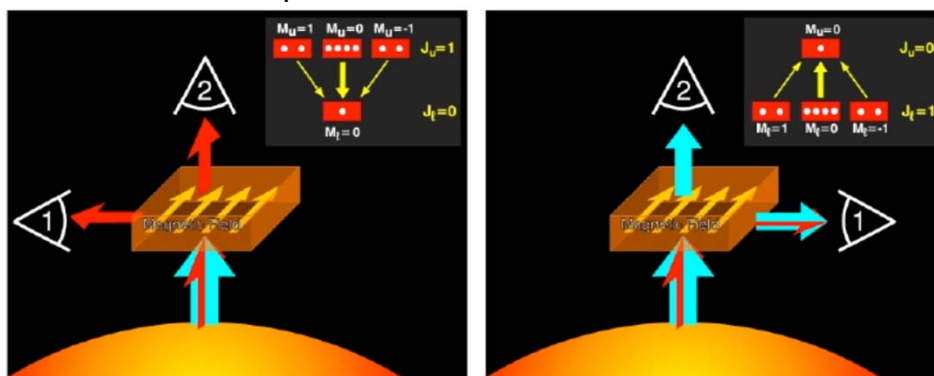 Mu=1 Mu=0 Mu=-1
Ju=1
Jℓ=0
Mℓ=0
2
1
Magnetic Field
Mu=0
Ju=0
Jℓ=1
Mℓ=1 Mℓ=0 Mℓ=-1
2
Magnetic Field
1